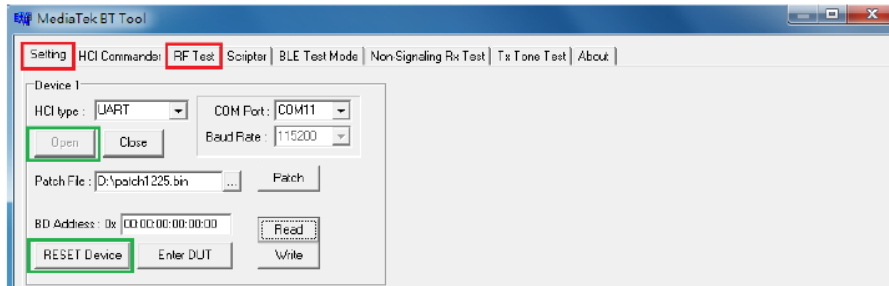 MediaTek BT Tool
Setting HCI Commander RF Test Scripter BLE Test Mode Non-Signaling Rx Test Tx Tone Test About
Device 1
HCI type : UART COM Port : COM11
Open Close Baud Rate : 115200
Patch File : D:\patch1225.bin ... Patch
BD Address : 0x 00:00:00:00:00:00 Read
RESET Device Enter DUT Write